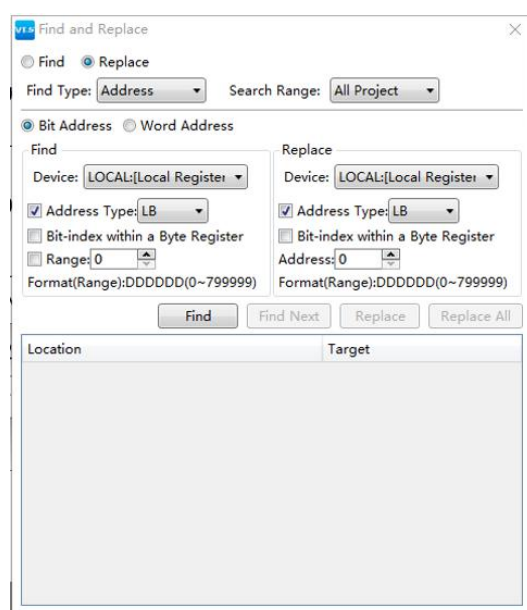 V1.5 Find and Replace
Find Replace
Find Type: Address Search Range: All Project
Bit Address Word Address
Find Replace
Device: LOCAL:[Local Register Device: LOCAL:[Local Register
Address Type: LB Address Type: LB
Bit-index within a Byte Register Bit-index within a Byte Register
Range: 0 Address: 0
Format(Range):DDDDDD(0~799999) Format(Range):DDDDDD(0~799999)
Find Find Next Replace Replace All
Location Target